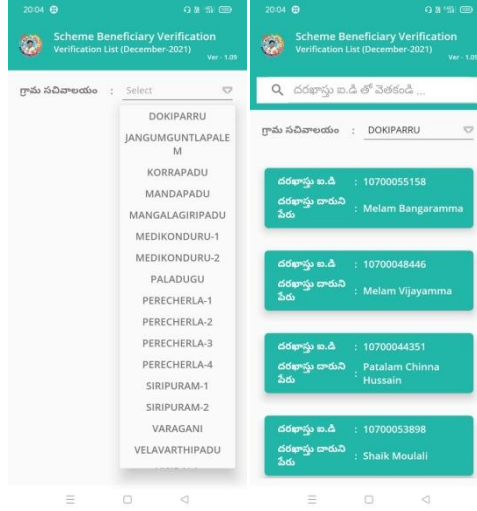 20:04
Scheme Beneficiary Verification
Verification List (December-2021)
Ver - 1.09
గ్రామ సచివాలయం : Select
DOKIPARRU
JANGUMGUNTLAPALE
M
KORRAPADU
MANDAPADU
MANGALAGIRIPADU
MEDIKONDURU-1
MEDIKONDURU-2
PALADUGU
PERECHERLA-1
PERECHERLA-2
PERECHERLA-3
PERECHERLA-4
SIRIPURAM-1
SIRIPURAM-2
VARAGANI
VELAVARTHIPADU
20:04
Scheme Beneficiary Verification
Verification List (December-2021)
Ver - 1.09
దరఖాస్తు ఐ.డి తో వెతకండి ...
గ్రామ సచివాలయం : DOKIPARRU
దరఖాస్తు ఐ.డి : 10700055158
దరఖాస్తు దారుని
పేరు : Melam Bangaramma
దరఖాస్తు ఐ.డి : 10700048446
దరఖాస్తు దారుని
పేరు : Melam Vijayamma
దరఖాస్తు ఐ.డి : 10700044351
దరఖాస్తు దారుని
పేరు : Patalam Chinna
Hussain
దరఖాస్తు ఐ.డి : 10700053898
దరఖాస్తు దారుని
పేరు : Shaik Moulali